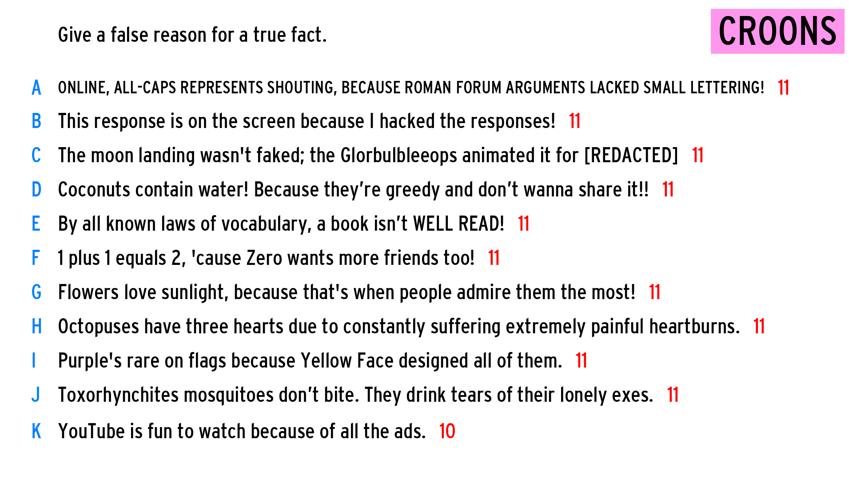 Give a false reason for a true fact.
CROONS
A ONLINE, ALL-CAPS REPRESENTS SHOUTING, BECAUSE ROMAN FORUM ARGUMENTS LACKED SMALL LETTERING! 11
B This response is on the screen because I hacked the responses! 11
C The moon landing wasn't faked; the Glorbulbleeops animated it for [REDACTED] 11
D Coconuts contain water! Because they’re greedy and don’t wanna share it!! 11
E By all known laws of vocabulary, a book isn’t WELL READ! 11
F 1 plus 1 equals 2, 'cause Zero wants more friends too! 11
G Flowers love sunlight, because that's when people admire them the most! 11
H Octopuses have three hearts due to constantly suffering extremely painful heartburns. 11
I Purple's rare on flags because Yellow Face designed all of them. 11
J Toxorhynchites mosquitoes don’t bite. They drink tears of their lonely exes. 11
K YouTube is fun to watch because of all the ads. 10